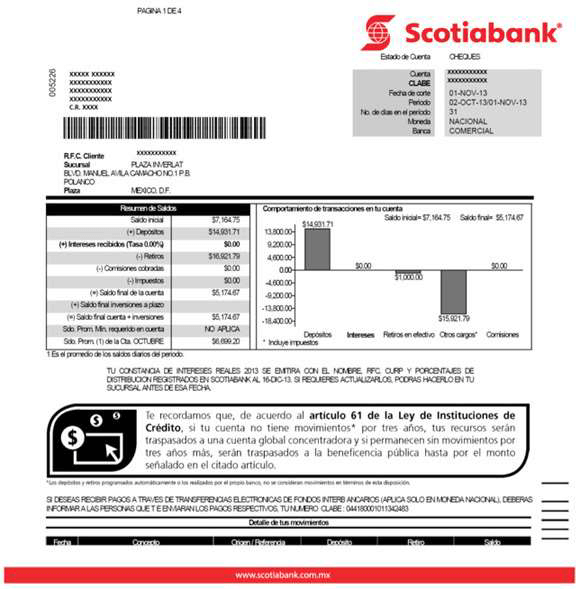 PAGINA 1 DE 4
Scotiabank
Estado de Cuenta CHEQUES
005226
XXXXX XXXXXX
XXXXXXXXXXX
XXXXXXXXXXX
XXXXXXXXXXX
C.R. XXXX
Cuenta XXXXXXXXXXX
CLABE XXXXXXXXXXX
Fecha de corte 01-NOV-13
Periodo 02-OCT-13/01-NOV-13
No. de días en el período 31
Moneda NACIONAL
Banca COMERCIAL
R.F.C. Cliente XXXXXXXXXXX
Sucursal PLAZA INVERLAT
BLVD. MANUEL AVILA CAMACHO NO.1 P.B.
POLANCO
Plaza MEXICO, D.F.
Resumen de Saldos
Saldo inicial $7,164.75
(+) Depósitos $14,931.71
(+) Intereses recibidos (Tasa 0.00%) $0.00
(-) Retiros $16,921.79
(-) Comisiones cobradas $0.00
(-) Impuestos $0.00
(=) Saldo final de la cuenta $5,174.67
(+) Saldo final inversiones a plazo
(=) Saldo final cuenta + inversiones $5,174.67
Sdo. Prom. Min. requerido en cuenta NO APLICA
Sdo. Prom. (1) de la Cta. OCTUBRE $6,699.20
1 Es el promedio de los saldos diarios del periodo.
Comportamiento de transacciones en tu cuenta
Saldo inicial= $7,164.75 Saldo final= $5,174.67
$14,931.71
13,800.00
9,200.00
4,600.00
0.00
-4,600.00
-9,200.00
-13,800.00
-18,400.00
$0.00
$1,000.00
$15,921.79
$0.00
Depósitos Intereses Retiros en efectivo Otros cargos* Comisiones
* Incluye impuestos
TU CONSTANCIA DE INTERESES REALES 2013 SE EMITIRA CON EL NOMBRE, RFC, CURP Y PORCENTAJES DE
DISTRIBUCION REGISTRADOS EN SCOTIABANK AL 16-DIC-13. SI REQUIERES ACTUALIZARLOS, PODRAS HACERLO EN TU
SUCURSAL ANTES DE ESA FECHA.
$ $ $
Te recordamos que, de acuerdo al artículo 61 de la Ley de Instituciones de
Crédito, si tu cuenta no tiene movimientos* por tres años, tus recursos serán
traspasados a una cuenta global concentradora y si permanecen sin movimientos por
tres años más, serán traspasados a la beneficencia pública hasta por el monto
señalado en el citado artículo.
*Los depósitos y retiros programados automáticamente o los realizados por el propio banco, no se consideran movimientos en términos de esta disposición.
SI DESEAS RECIBIR PAGOS A TRAVES DE TRANSFERENCIAS ELECTRONICAS DE FONDOS INTERB ANCARIOS (APLICA SOLO EN MONEDA NACIONAL), DEBERAS
INFORMAR A LAS PERSONAS QUE T E ENVIARAN LOS PAGOS RESPECTIVOS, TU NUMERO CLABE : 044180001011342483
Detalle de tus movimientos
Fecha Concepto Origen / Referencia Depósito Retiro Saldo
www.scotiabank.com.mx